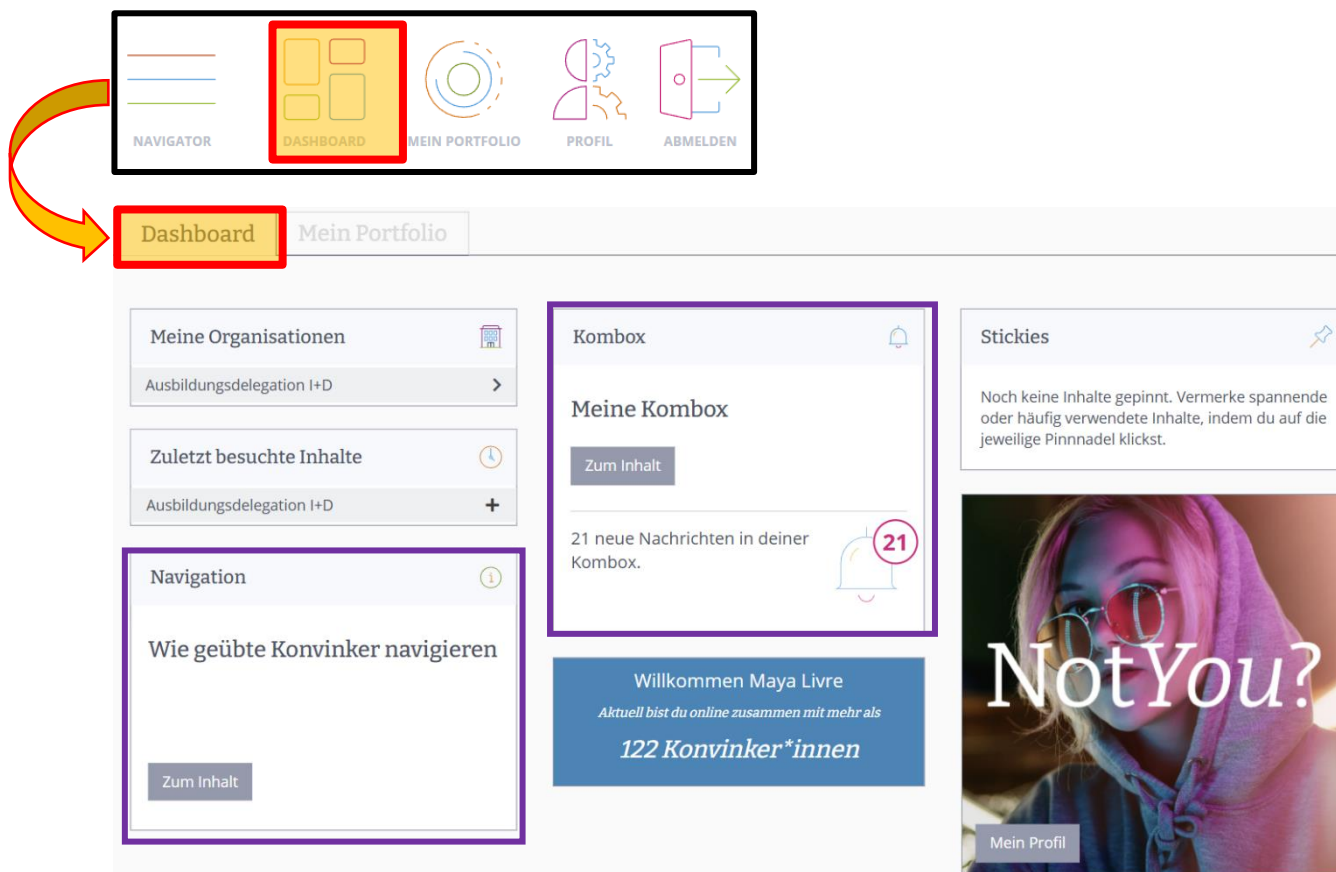 NAVIGATOR
DASHBOARD
MEIN PORTFOLIO
PROFIL
ABMELDEN
Dashboard
Mein Portfolio
Meine Organisationen
Ausbildungsdelegation I+D
Zuletzt besuchte Inhalte
Ausbildungsdelegation I+D
Navigation
Wie geübte Konvinker navigieren
Zum Inhalt
Kombox
Meine Kombox
Zum Inhalt
21 neue Nachrichten in deiner
Kombox.
21
Willkommen Maya Livre
Aktuell bist du online zusammen mit mehr als
122 Konvinker*innen
Stickies
Noch keine Inhalte gepinnt. Vermerke spannende
oder häufig verwendete Inhalte, indem du auf die
jeweilige Pinnnadel klickst.
NotYou?
Mein Profil